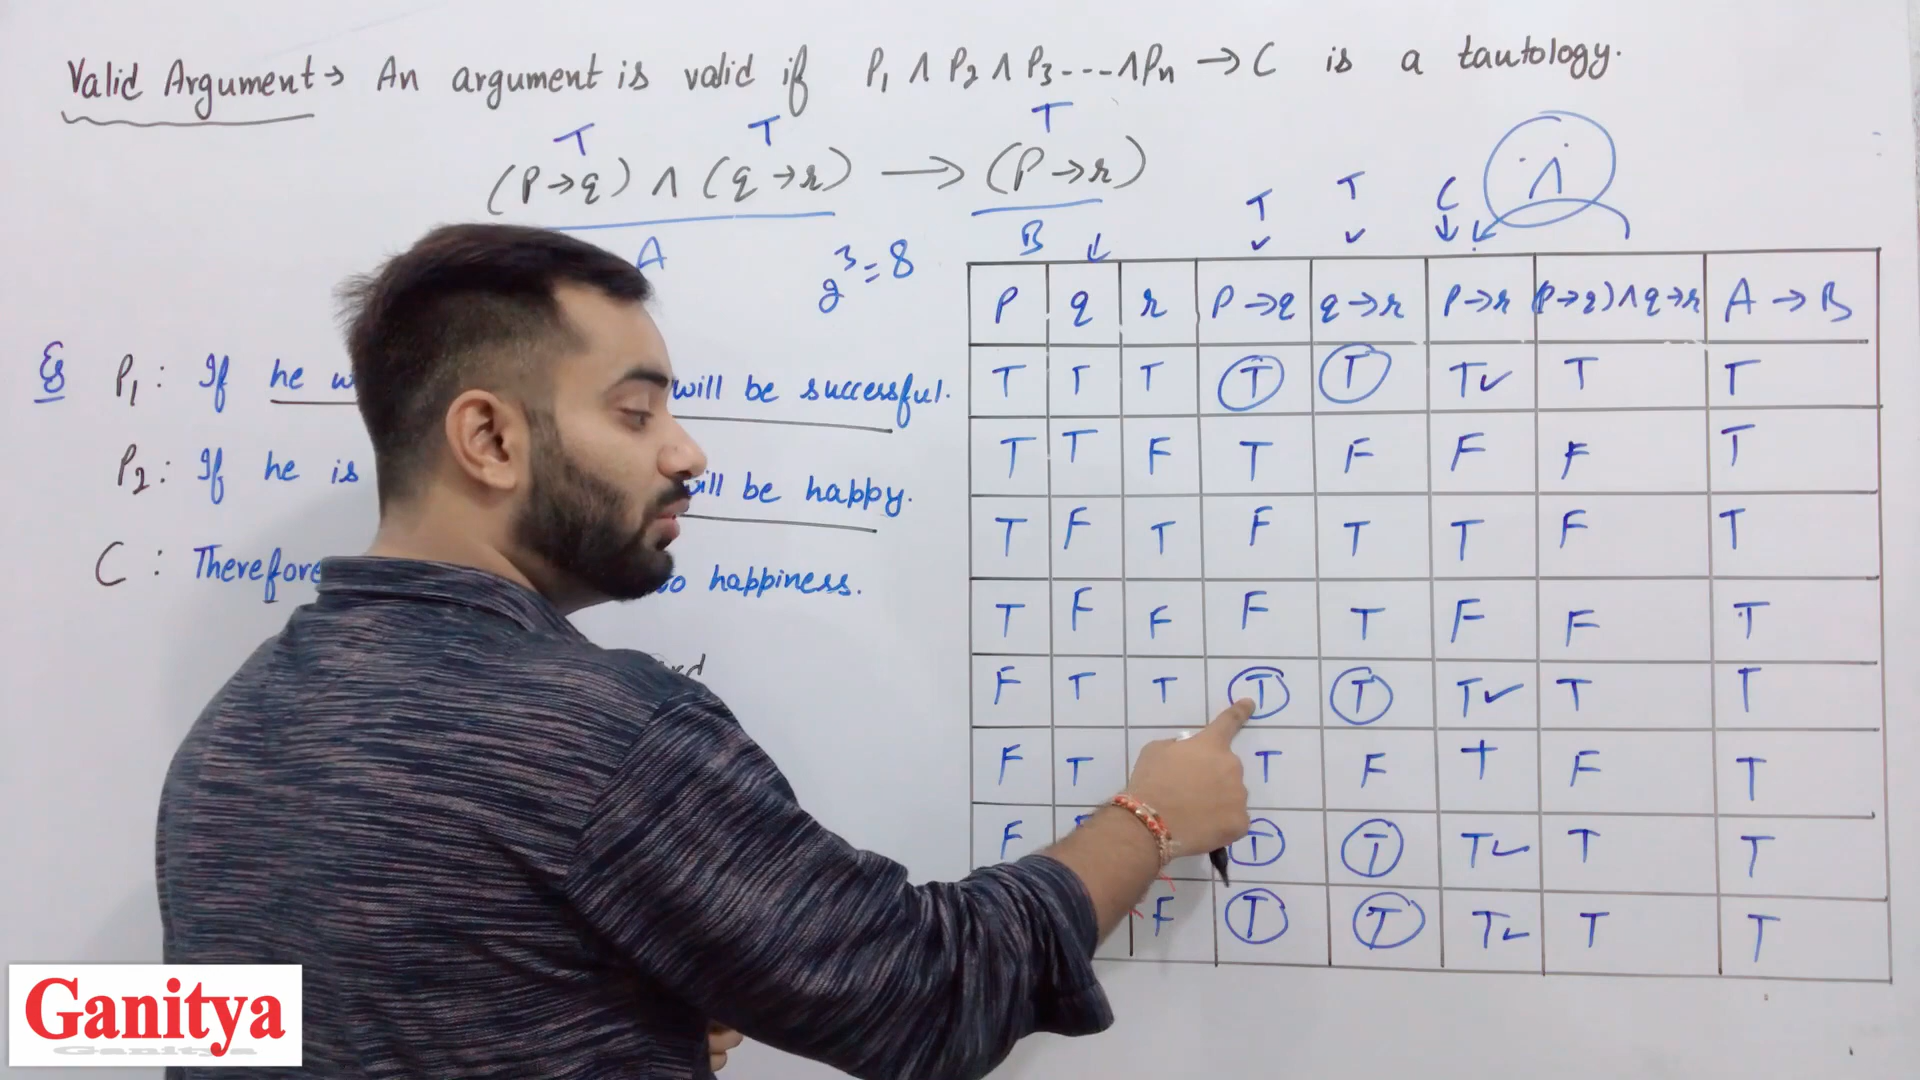 Valid Argument → An argument is valid if P₁ ∧ P₂ ∧ P₃---∧Pn → C is a tautology.
T T T
(P→q) ∧ (q→r) → (P→r)
A B
2³=8
T T C ∧
Eg P₁: If he will be successful.
P₂: If he is will be happy.
C : Therefore happiness.
P q r P→q q→r P→r (P→q)∧q→r A→B
T T T T T T✓ T T
T T F T F F F T
T F T F T T F T
T F F F T F F T
F T T T T T✓ T T
F T T F T F T
F T T T✓ T T
F T T T✓ T T
Ganitya